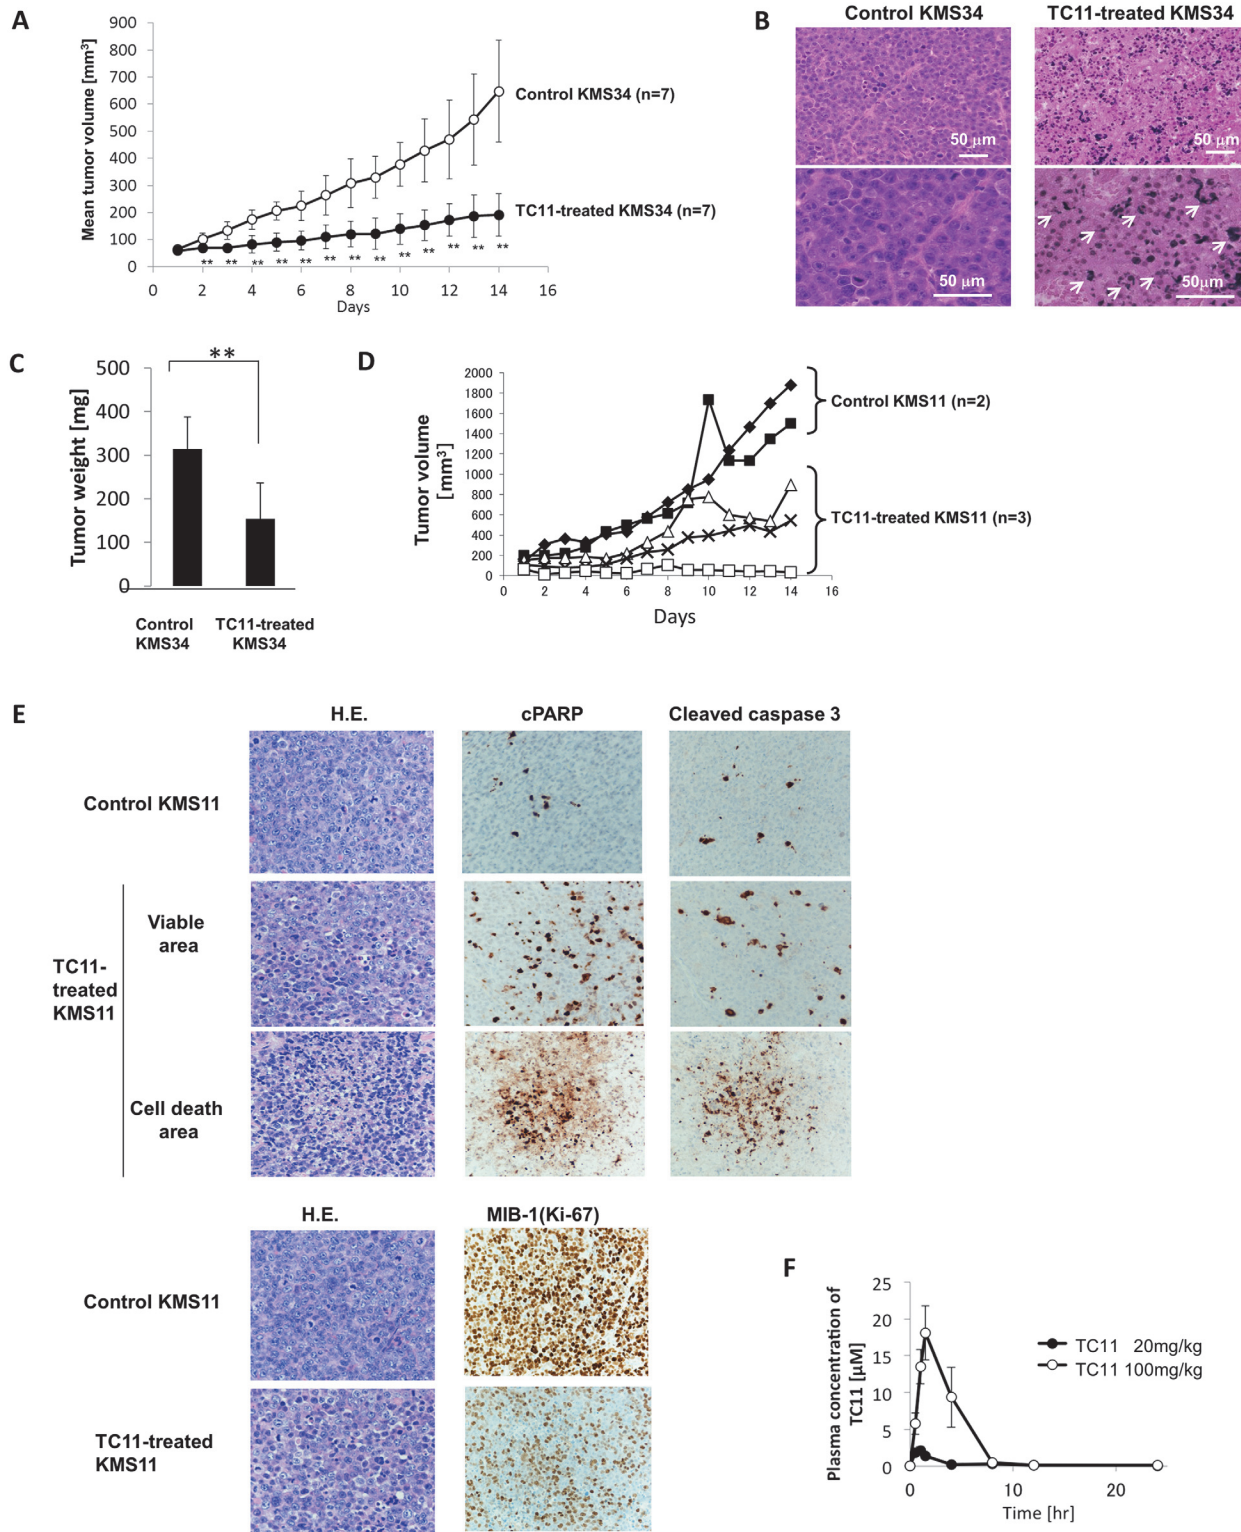 A
Mean tumor volume [mm³]
900
800
700
600
500
400
300
200
100
0
Control KMS34 (n=7)
TC11-treated KMS34 (n=7)
** ** ** ** ** ** ** ** ** ** ** ** **
0 2 4 6 8 10 12 14 16
Days
B
Control KMS34
TC11-treated KMS34
50 µm
50 µm
50 µm
50µm
C
Tumor weight [mg]
500
400
300
200
100
0
**
Control
KMS34
TC11-treated
KMS34
D
Tumor volume
[mm³]
2000
1800
1600
1400
1200
1000
800
600
400
200
0
Control KMS11 (n=2)
TC11-treated KMS11 (n=3)
0 2 4 6 8 10 12 14 16
Days
E
H.E.
cPARP
Cleaved caspase 3
Control KMS11
TC11-
treated
KMS11
Viable
area
Cell death
area
H.E.
MIB-1(Ki-67)
Control KMS11
TC11-treated
KMS11
F
Plasma concentration of
TC11 [µM]
25
20
15
10
5
0
TC11 20mg/kg
TC11 100mg/kg
0 10 20
Time [hr]